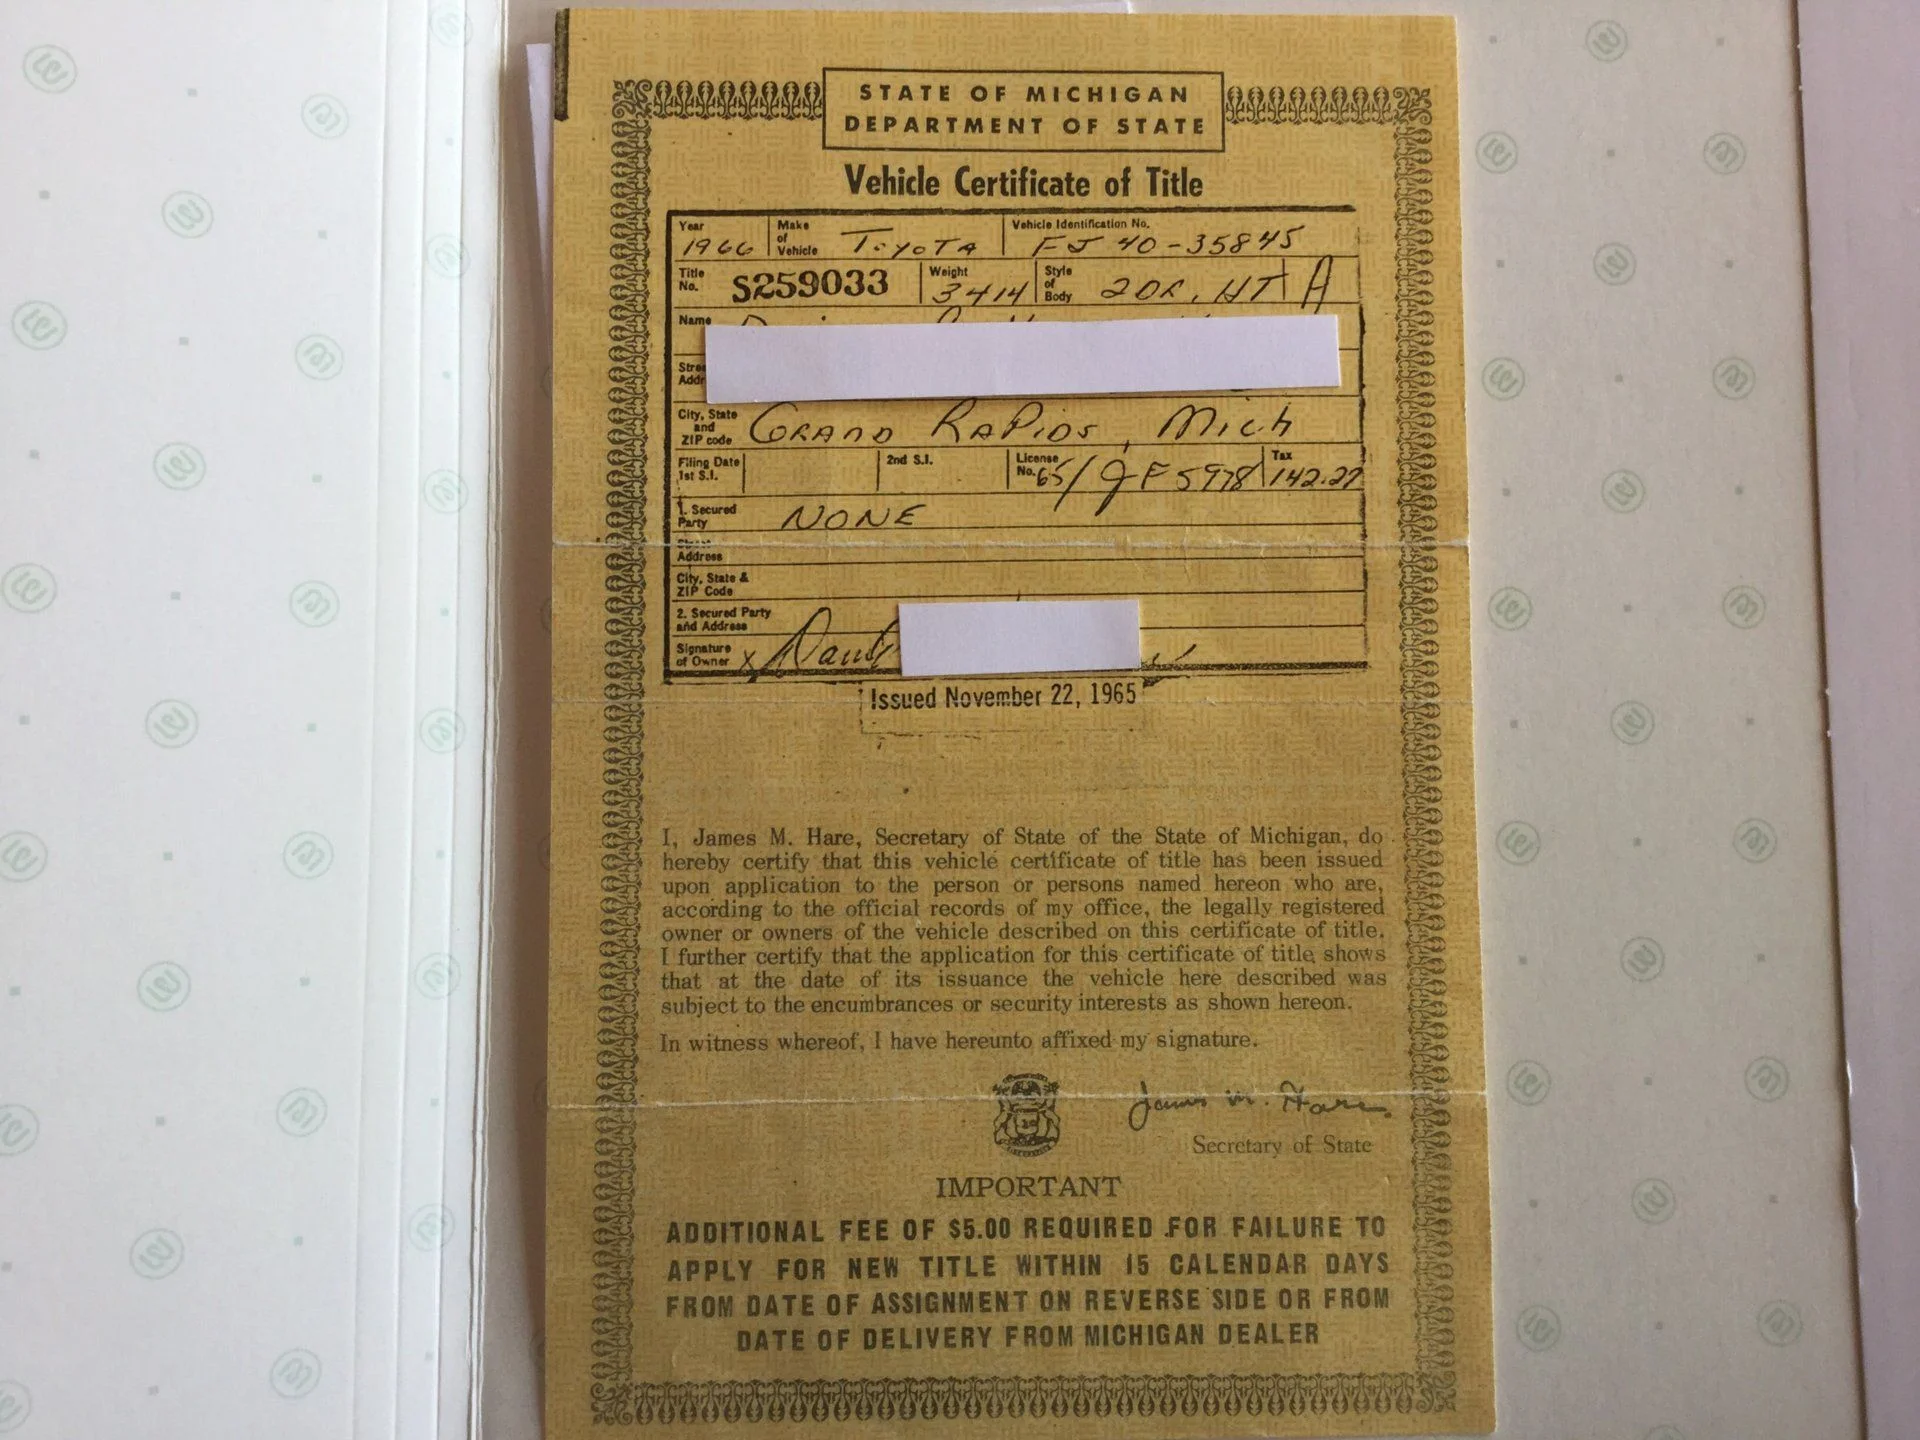 STATE OF MICHIGAN
DEPARTMENT OF STATE
Vehicle Certificate of Title
Year 1966 Make of Vehicle TOYOTA Vehicle Identification No. FJ 40-35845
Title No. S259033 Weight 3414 Style of Body 2 DR, HT A
Name
City, State and ZIP code GRAND RAPIDS, MICH
Filing Date 1st S.I. 2nd S.I. License No. 65/ JF 5978 Tax 142.27
1. Secured Party NONE
Street Address
City, State & ZIP Code
2. Secured Party and Address
Signature of Owner X
Issued November 22, 1965
I, James M. Hare, Secretary of State of the State of Michigan, do
hereby certify that this vehicle certificate of title has been issued
upon application to the person or persons named hereon who are,
according to the official records of my office, the legally registered
owner or owners of the vehicle described on this certificate of title.
I further certify that the application for this certificate of title shows
that at the date of its issuance the vehicle here described was
subject to the encumbrances or security interests as shown hereon.
In witness whereof, I have hereunto affixed my signature.
James M. Hare
Secretary of State
IMPORTANT
ADDITIONAL FEE OF $5.00 REQUIRED FOR FAILURE TO
APPLY FOR NEW TITLE WITHIN 15 CALENDAR DAYS
FROM DATE OF ASSIGNMENT ON REVERSE SIDE OR FROM
DATE OF DELIVERY FROM MICHIGAN DEALER